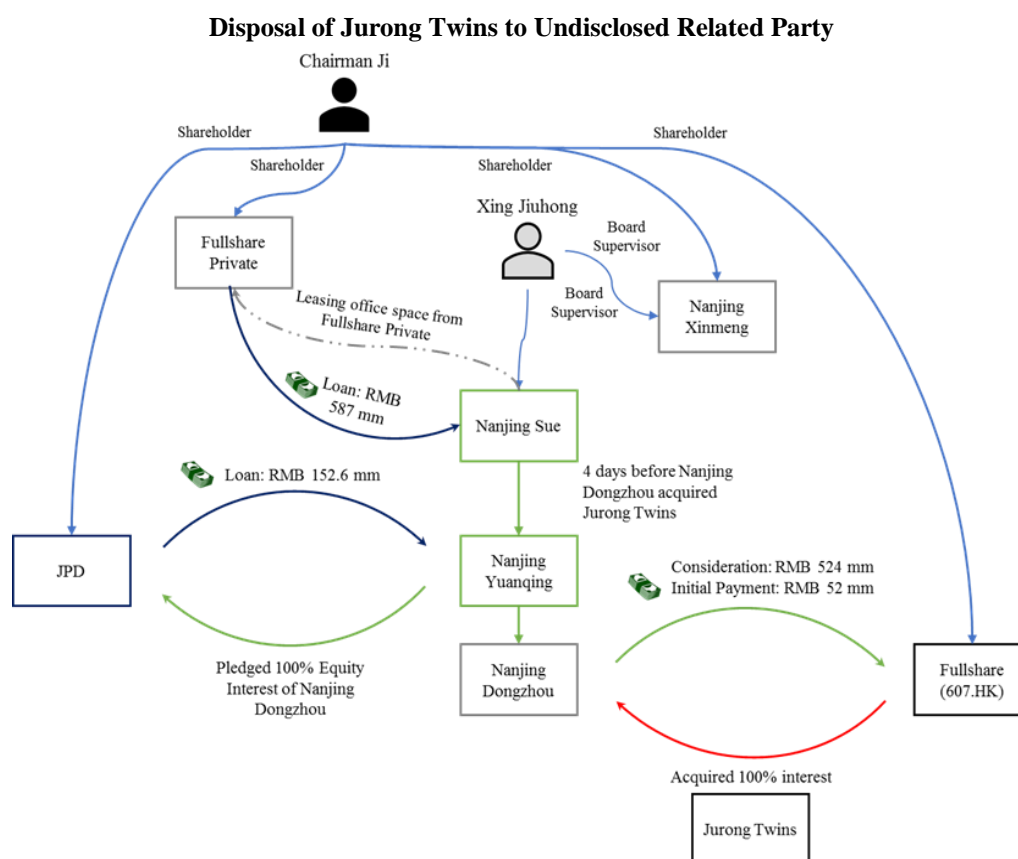 Disposal of Jurong Twins to Undisclosed Related Party
Chairman Ji
Shareholder
Shareholder
Shareholder
Shareholder
Fullshare
Private
Xing Jiuhong
Board
Supervisor
Board
Supervisor
Nanjing
Xinmeng
Leasing office space from
Fullshare Private
Loan: RMB
587 mm
Nanjing Sue
4 days before Nanjing
Dongzhou acquired
Jurong Twins
Loan: RMB 152.6 mm
JPD
Nanjing
Yuanqing
Consideration: RMB 524 mm
Initial Payment: RMB 52 mm
Pledged 100% Equity
Interest of Nanjing
Dongzhou
Nanjing
Dongzhou
Fullshare
(607.HK)
Acquired 100% interest
Jurong Twins